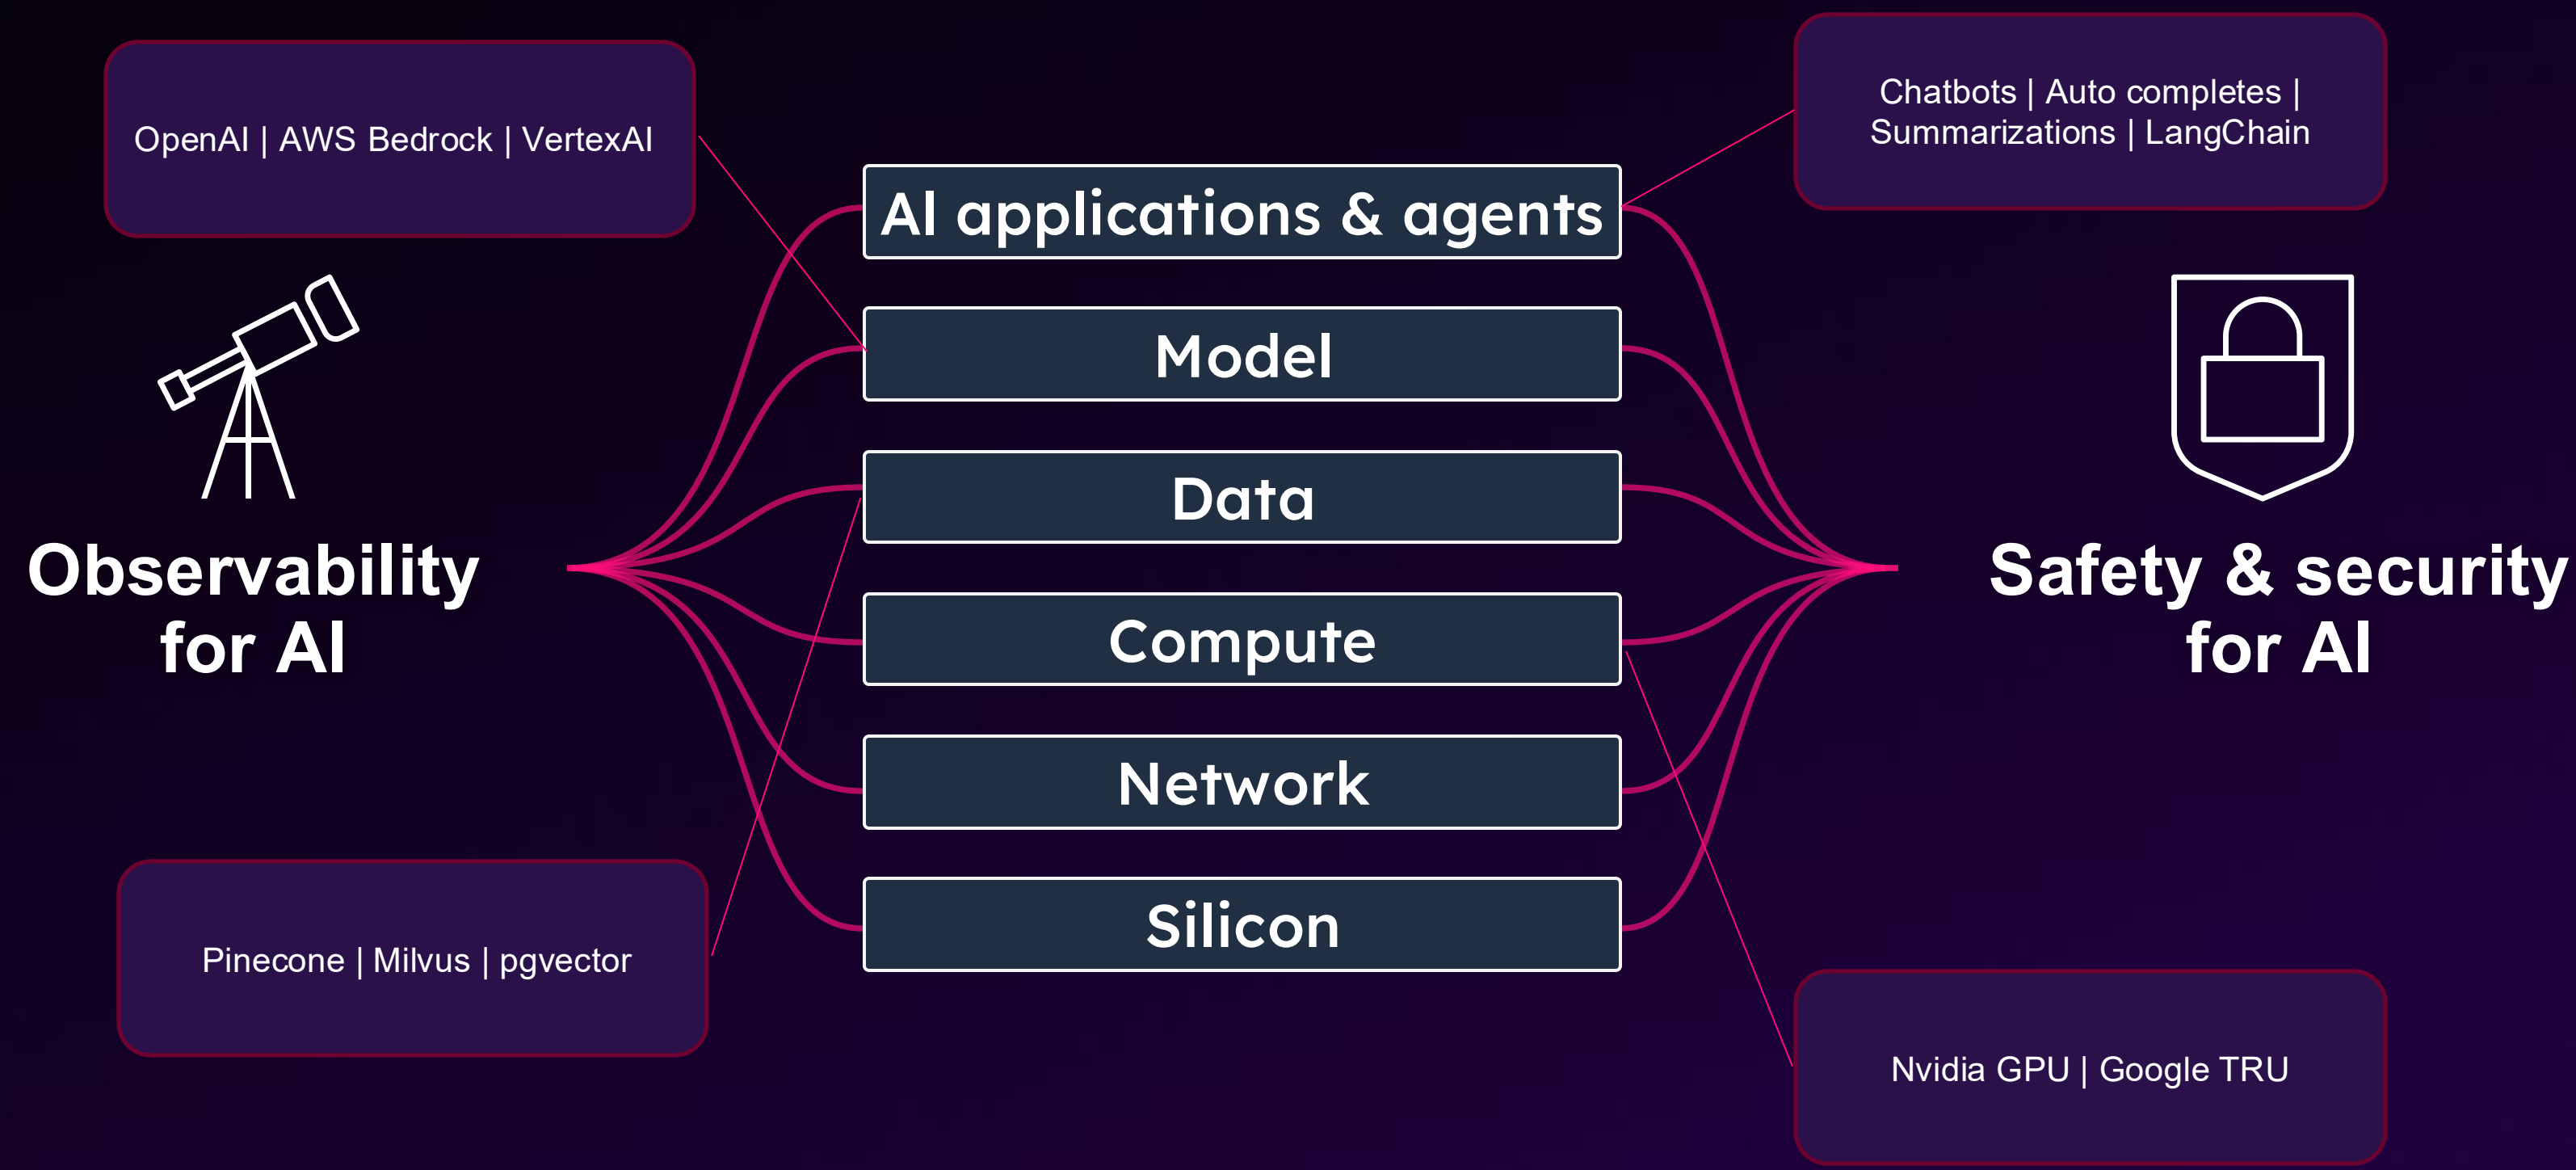 OpenAI | AWS Bedrock | VertexAI
Chatbots | Auto completes |
Summarizations | LangChain
AI applications & agents
Model
Data
Compute
Network
Silicon
Observability
for AI
Safety & security
for AI
Pinecone | Milvus | pgvector
Nvidia GPU | Google TRU